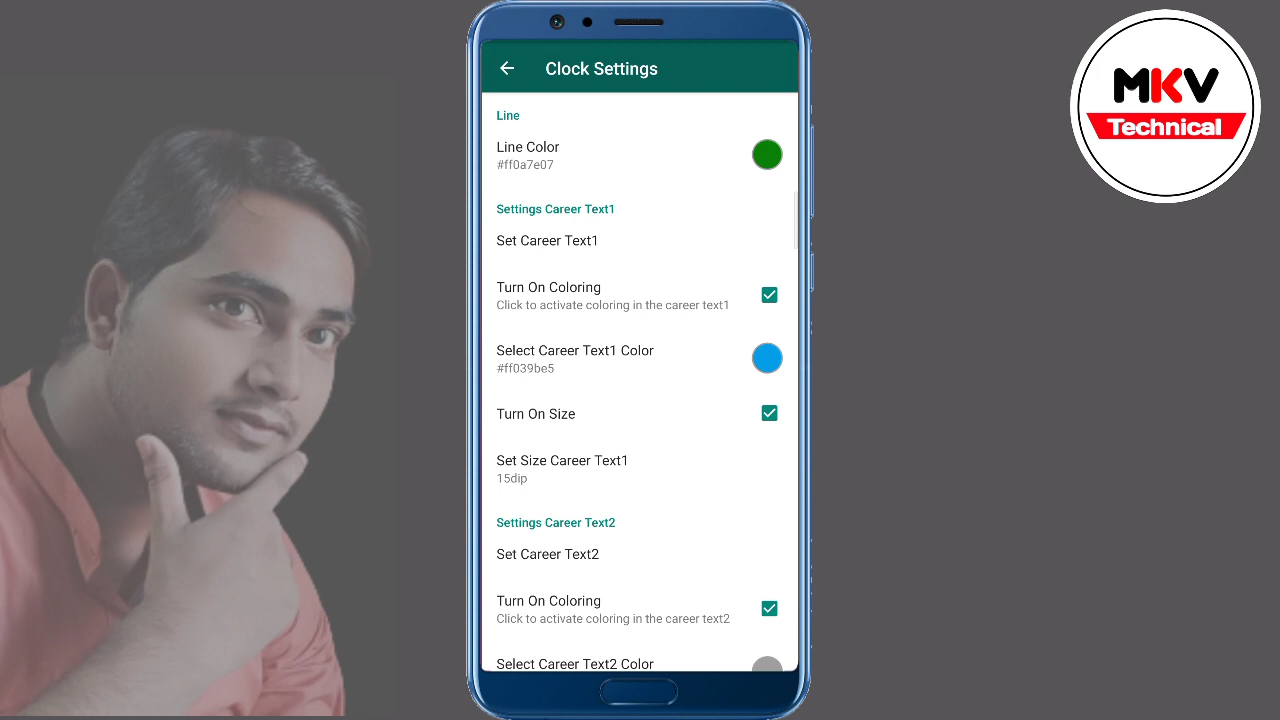 Clock Settings
Line
Line Color
#ff0a7e07
Settings Career Text1
Set Career Text1
Turn On Coloring
Click to activate coloring in the career text1
Select Career Text1 Color
#ff039be5
Turn On Size
Set Size Career Text1
15dip
Settings Career Text2
Set Career Text2
Turn On Coloring
Click to activate coloring in the career text2
Select Career Text2 Color
MKV
Technical